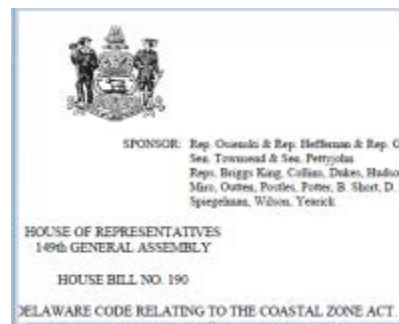 SPONSOR: Rep. Osienski & Rep. Heffernan & Rep.
Sen. Townsend & Sen. Pettyjohn
Reps. Briggs King, Collins, Dukes, Hudso
Miro, Outten, Postles, Potter, B. Short, D.
Spiegelman, Wilson, Yearick
HOUSE OF REPRESENTATIVES
149th GENERAL ASSEMBLY
HOUSE BILL NO. 190
DELAWARE CODE RELATING TO THE COASTAL ZONE ACT.